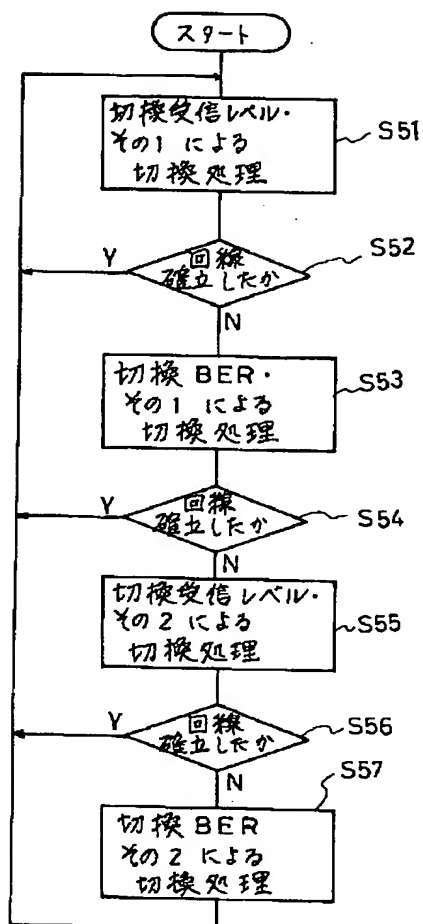 スタート
切換受信レベル・
その1 による
切換処理
S51
回線
確立したか
S52
Y
N
切換 BER・
その1 による
切換処理
S53
回線
確立したか
S54
Y
N
切換受信レベル・
その2 による
切換処理
S55
回線
確立したか
S56
Y
N
S57
切換 BER
その2 による
切換処理